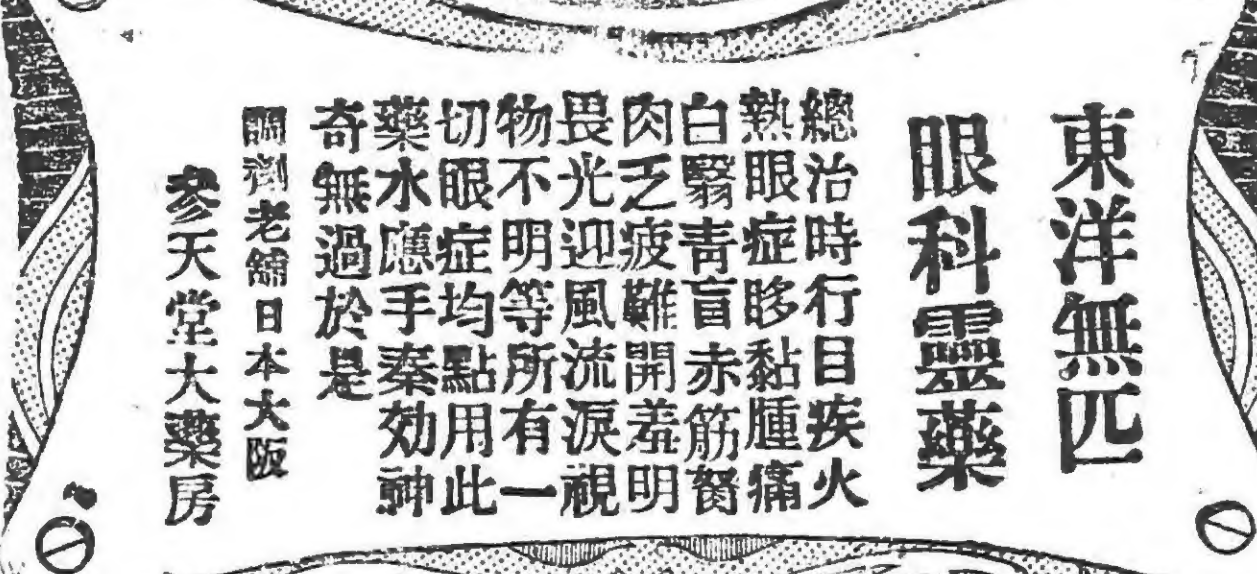 東洋無匹
眼科靈藥
總治時行目疾火
熱眼症眵黏腫痛
白翳青盲赤筋胬
肉乏疲難開羞明
畏光迎風流淚視
物不明等所有一
切眼症均點用此
藥水應手奏効神
奇無過於是
調劑老舖日本大阪
參天堂大藥房